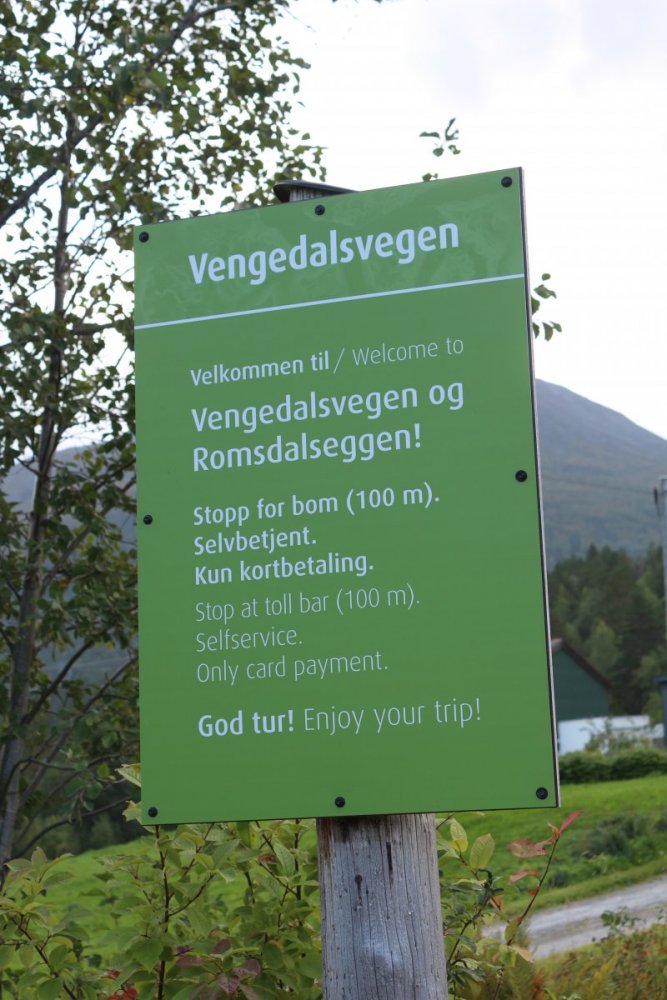 Vengedalsvegen
Velkommen til / Welcome to
Vengedalsvegen og
Romsdalseggen!
Stopp for bom (100 m).
Selvbetjent.
Kun kortbetaling.
Stop at toll bar (100 m).
Selfservice.
Only card payment.
God tur! Enjoy your trip!